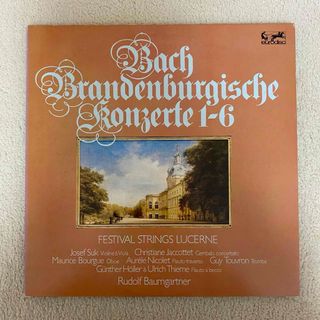 eurodisc
Bach
Brandenburgische
Konzerte 1-6
FESTIVAL STRINGS LUCERNE
Josef Suk Violine & Viola Christiane Jaccottet Cembalo concertato
Maurice Bourgue Oboe Aurèle Nicolet Flauto traverso Guy Touvron Tromba
Günther Höller & Ulrich Thieme Flauto a becco
Rudolf Baumgartner